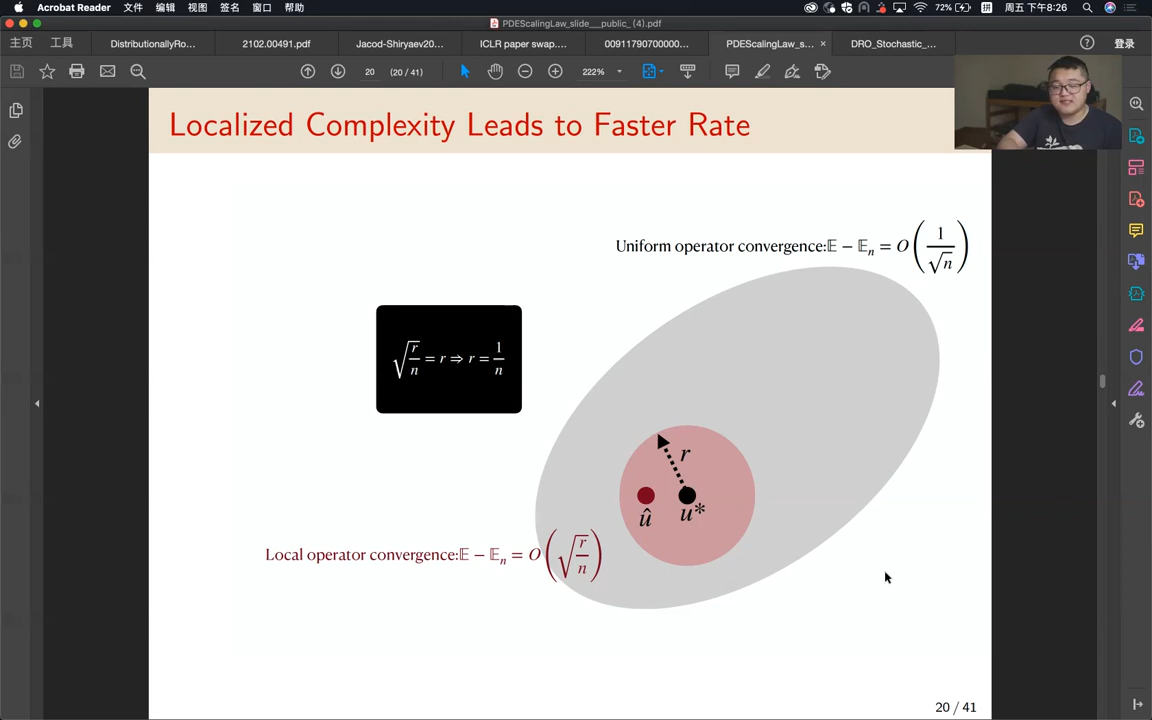 Acrobat Reader 文件 编辑 视图 签名 窗口 帮助 72% 拼 周五 下午8:26
PDEScalingLaw_slide__public_ (4).pdf
主页 工具 DistributionallyRo... 2102.00491.pdf Jacod-Shiryaev20... ICLR paper swap.... 00911790700000... PDEScalingLaw_s... × DRO_Stochastic_... 登录
20 (20 / 41) 222%
Localized Complexity Leads to Faster Rate
Uniform operator convergence:𝔼 − 𝔼ₙ = O(1/√n)
√(r/n) = r ⇒ r = 1/n
r
û u*
Local operator convergence:𝔼 − 𝔼ₙ = O(√(r/n))
20 / 41